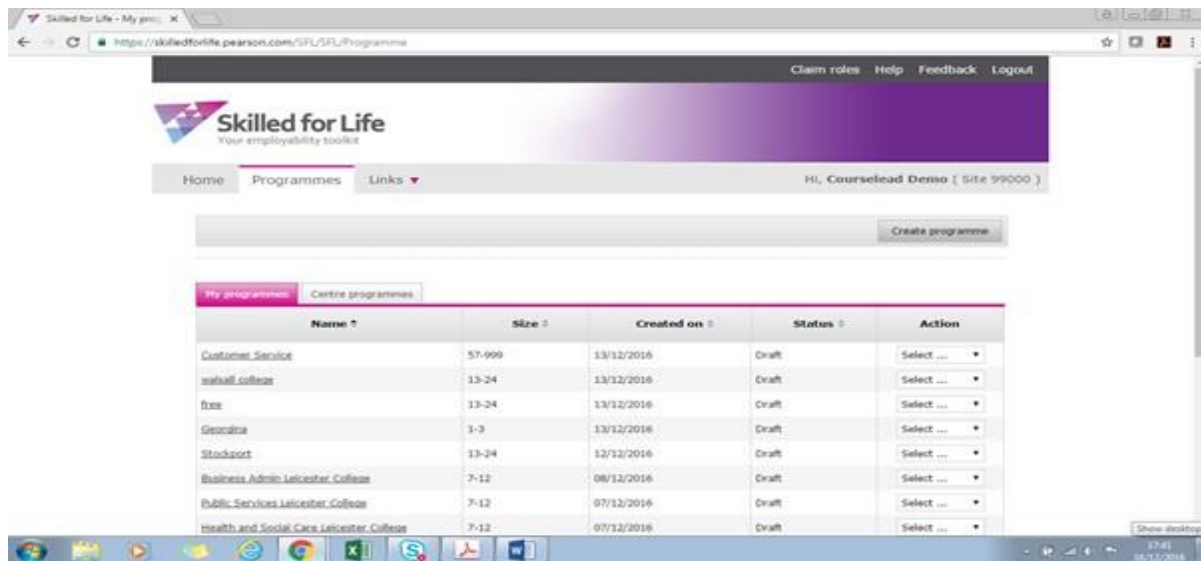 Skilled for Life - My prog
https://skilledforlife.pearson.com/SFL/SFL/Programme
Claim roles Help Feedback Logout
Skilled for Life
Your employability toolkit
Home Programmes Links Hi, Courselead Demo ( Site 99000 )
Create programme
My programmes Centre programmes
Name Size Created on Status Action
Customer Service 57-999 13/12/2016 Draft Select ...
walsall college 13-24 13/12/2016 Draft Select ...
free 13-24 13/12/2016 Draft Select ...
Georgina 1-3 13/12/2016 Draft Select ...
Stockport 13-24 12/12/2016 Draft Select ...
Business Admin Leicester College 7-12 08/12/2016 Draft Select ...
Public Services Leicester College 7-12 07/12/2016 Draft Select ...
Health and Social Care Leicester College 7-12 07/12/2016 Draft Select ...
Show desktop
17:41
16/12/2016